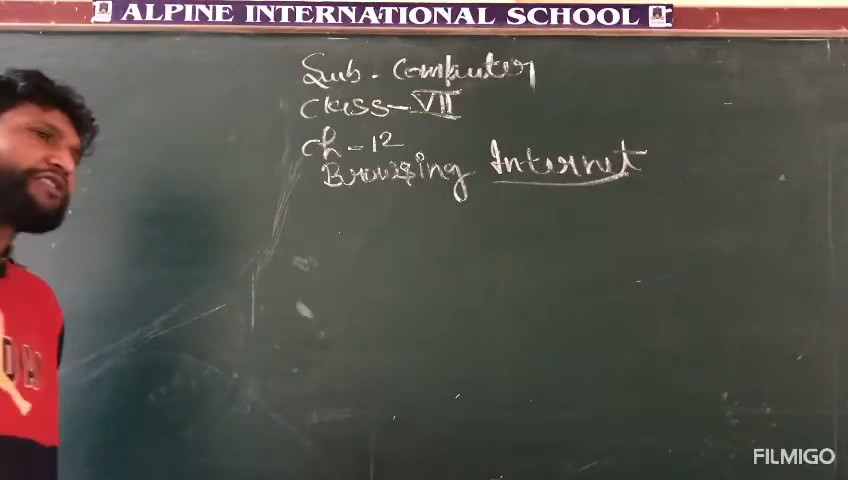 ALPINE INTERNATIONAL SCHOOL
Sub. Computer
Class - VII
Ch - 12
Browsing Internet
FILMIGO